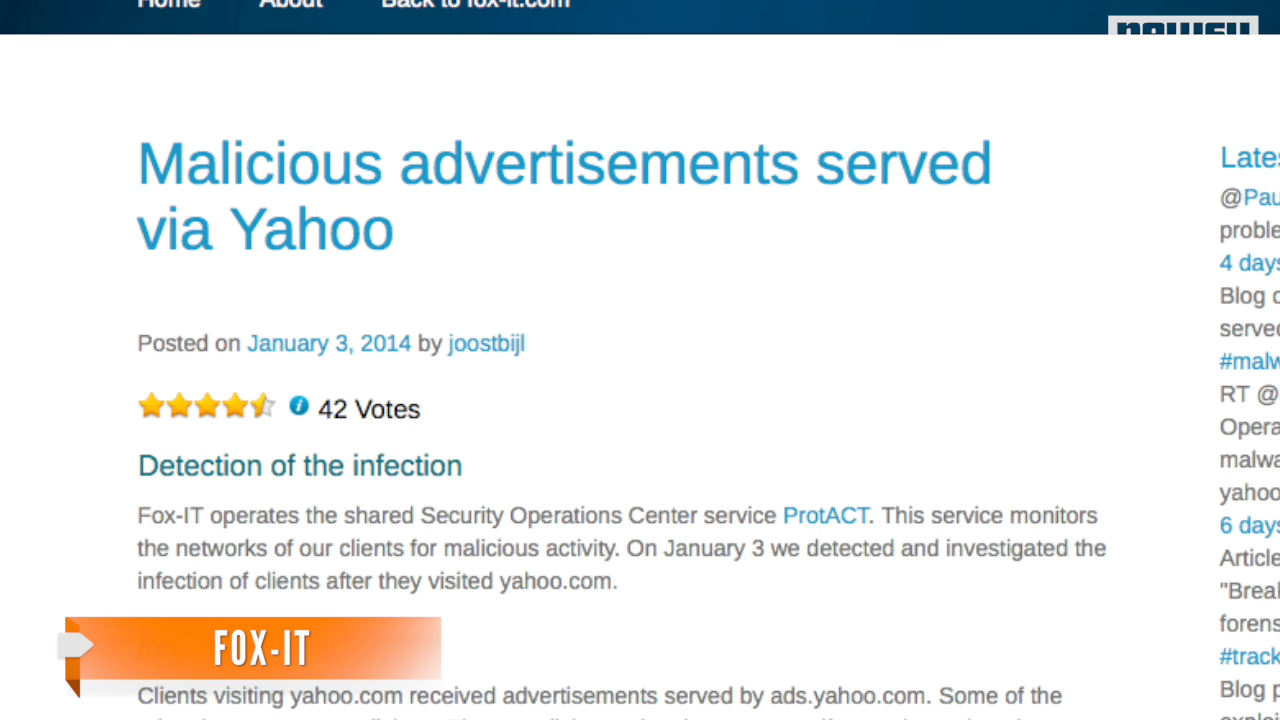 Home About Back to fox-it.com
newsy
Malicious advertisements served
via Yahoo
Posted on January 3, 2014 by joostbijl
42 Votes
Detection of the infection
Fox-IT operates the shared Security Operations Center service ProtACT. This service monitors
the networks of our clients for malicious activity. On January 3 we detected and investigated the
infection of clients after they visited yahoo.com.
FOX-IT
Clients visiting yahoo.com received advertisements served by ads.yahoo.com. Some of the
Lates
@Pau
proble
4 days
Blog o
served
#malw
RT @
Opera
malwa
yahoo
6 days
Article
"Break
forens
#track
Blog p